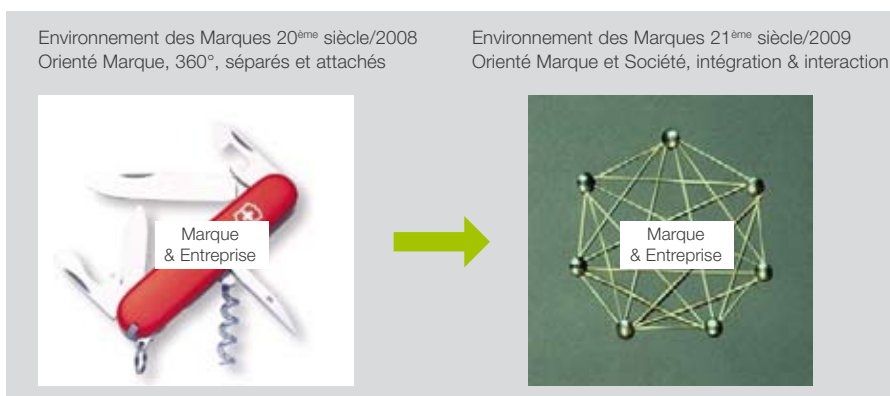 Environnement des Marques 20ème siècle/2008
Orienté Marque, 360°, séparés et attachés
Environnement des Marques 21ème siècle/2009
Orienté Marque et Société, intégration & interaction
Marque
& Entreprise
Marque
& Entreprise